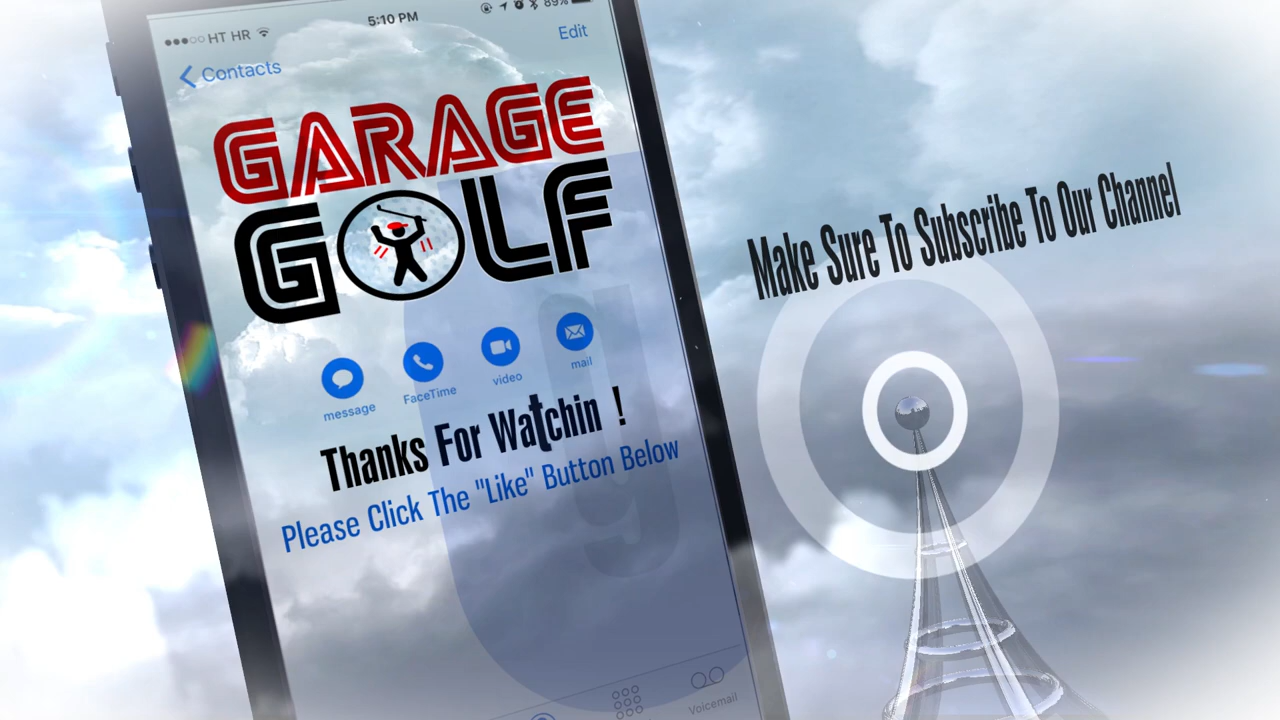 5:10 PM
HT HR
89%
Contacts
Edit
GARAGE
GOLF
message
FaceTime
video
mail
Thanks For Watchin !
Please Click The "Like" Button Below
Make Sure To Subscribe To Our Channel
Voicemail